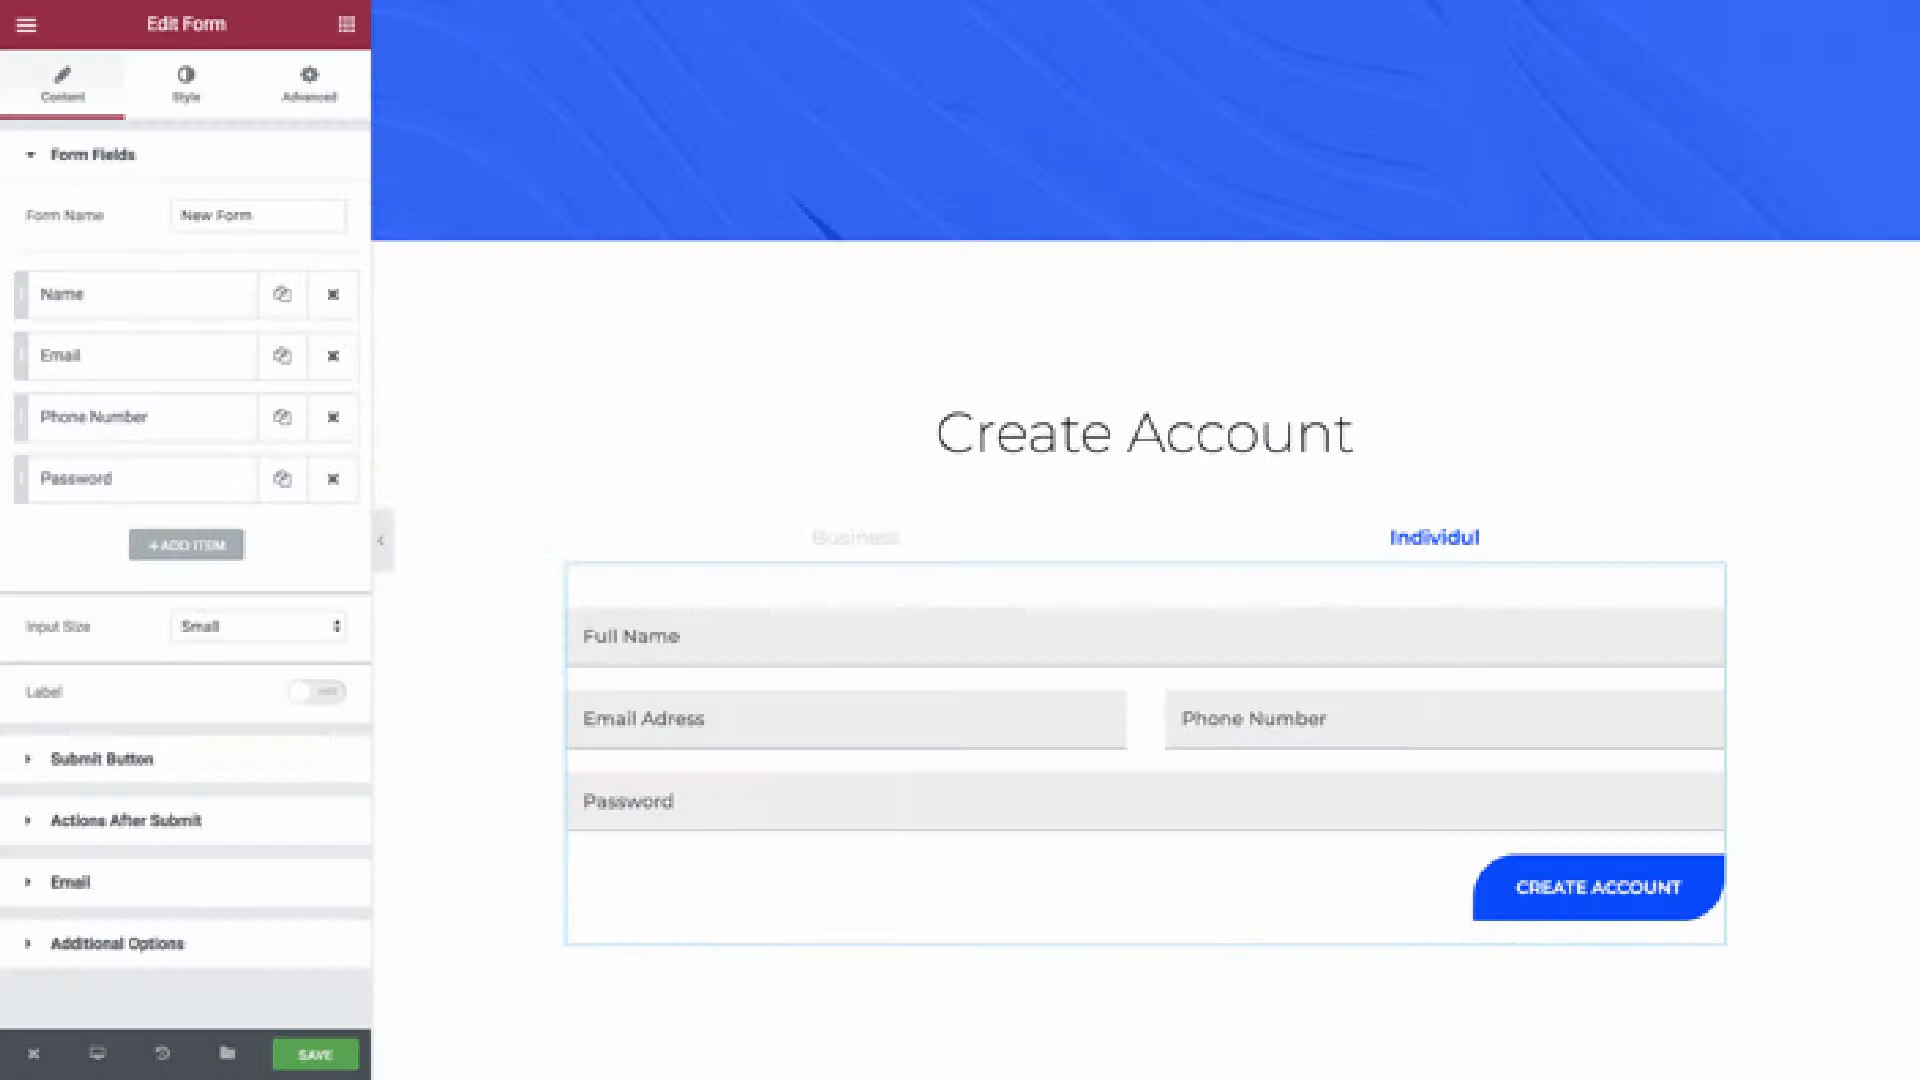 Edit Form
Content
Style
Advanced
Form Fields
Form Name
New Form
Name
Email
Phone Number
Password
+ ADD ITEM
Input Size
Small
Label
Submit Button
Actions After Submit
Email
Additional Options
SAVE
Create Account
Business
Individul
Full Name
Email Adress
Phone Number
Password
CREATE ACCOUNT